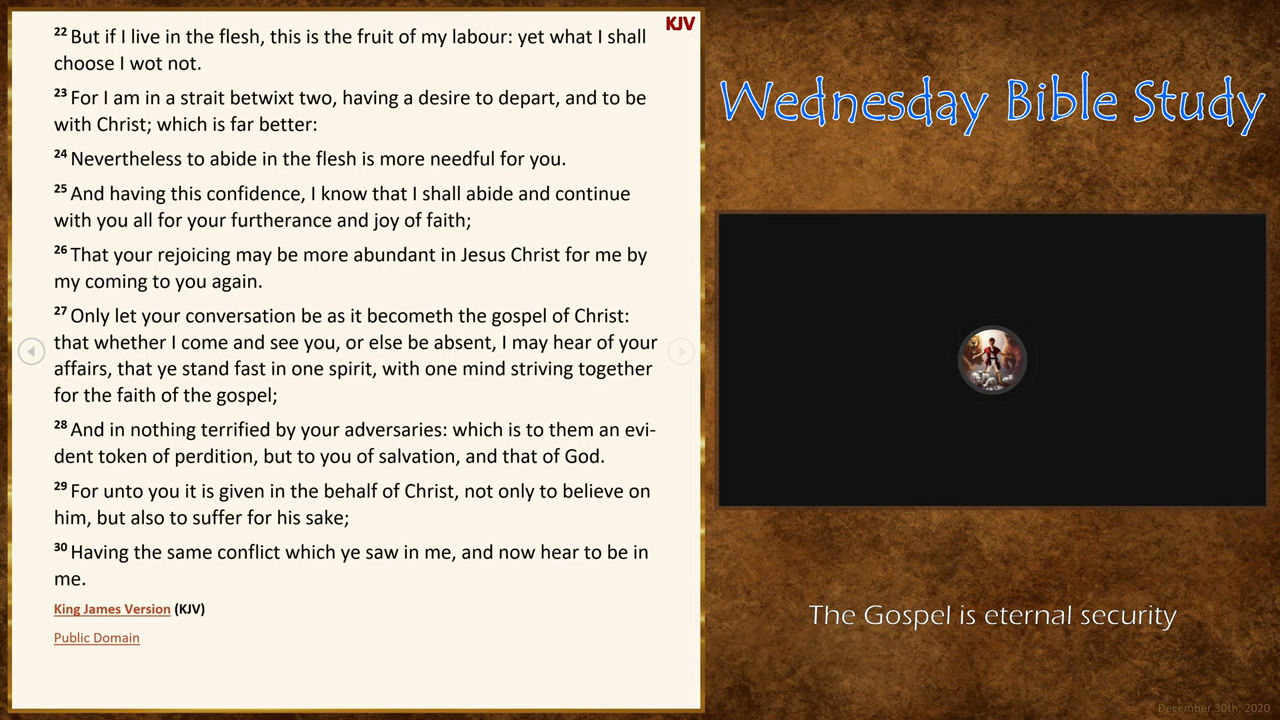 KJV
22 But if I live in the flesh, this is the fruit of my labour: yet what I shall
choose I wot not.
23 For I am in a strait betwixt two, having a desire to depart, and to be
with Christ; which is far better:
24 Nevertheless to abide in the flesh is more needful for you.
25 And having this confidence, I know that I shall abide and continue
with you all for your furtherance and joy of faith;
26 That your rejoicing may be more abundant in Jesus Christ for me by
my coming to you again.
27 Only let your conversation be as it becometh the gospel of Christ:
that whether I come and see you, or else be absent, I may hear of your
affairs, that ye stand fast in one spirit, with one mind striving together
for the faith of the gospel;
28 And in nothing terrified by your adversaries: which is to them an evi-
dent token of perdition, but to you of salvation, and that of God.
29 For unto you it is given in the behalf of Christ, not only to believe on
him, but also to suffer for his sake;
30 Having the same conflict which ye saw in me, and now hear to be in
me.
King James Version (KJV)
Public Domain
Wednesday Bible Study
The Gospel is eternal security
December 30th, 2020